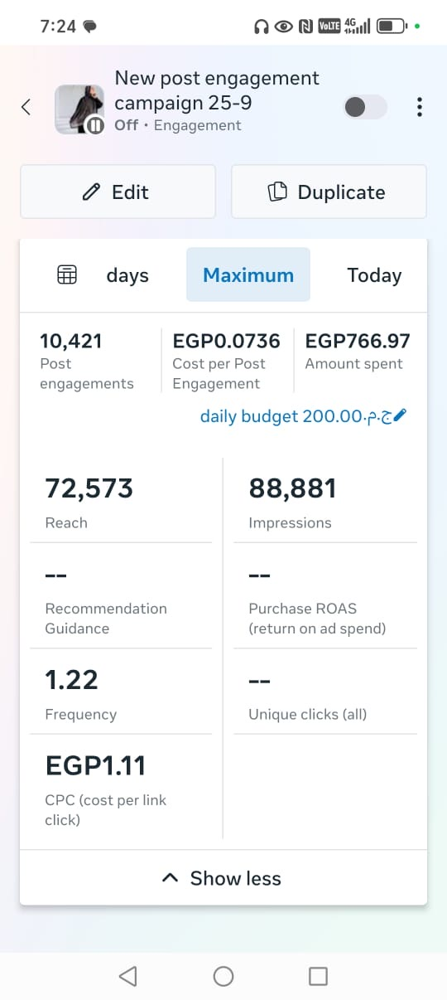 7:24
VoLTE 4G
New post engagement
campaign 25-9
Off • Engagement
Edit
Duplicate
days
Maximum
Today
10,421
Post
engagements
EGP0.0736
Cost per Post
Engagement
EGP766.97
Amount spent
daily budget 200.00ج.م.
72,573
Reach
88,881
Impressions
--
Recommendation
Guidance
--
Purchase ROAS
(return on ad spend)
1.22
Frequency
--
Unique clicks (all)
EGP1.11
CPC (cost per link
click)
Show less